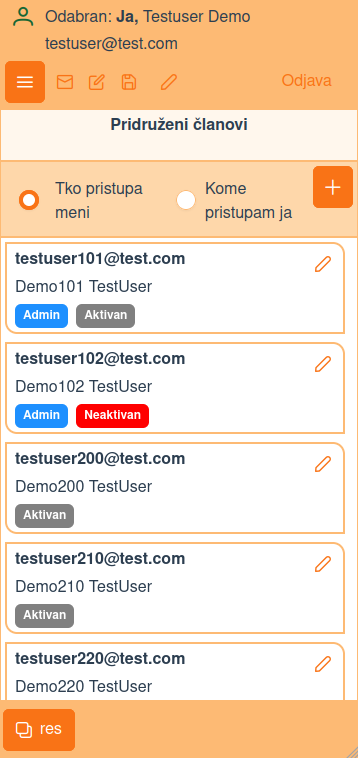 Odabran: Ja, Testuser Demo
testuser@test.com
Odjava
Pridruženi članovi
Tko pristupa
meni
Kome
pristupam ja
testuser101@test.com
Demo101 TestUser
Admin Aktivan
testuser102@test.com
Demo102 TestUser
Admin Neaktivan
testuser200@test.com
Demo200 TestUser
Aktivan
testuser210@test.com
Demo210 TestUser
Aktivan
testuser220@test.com
Demo220 TestUser
res